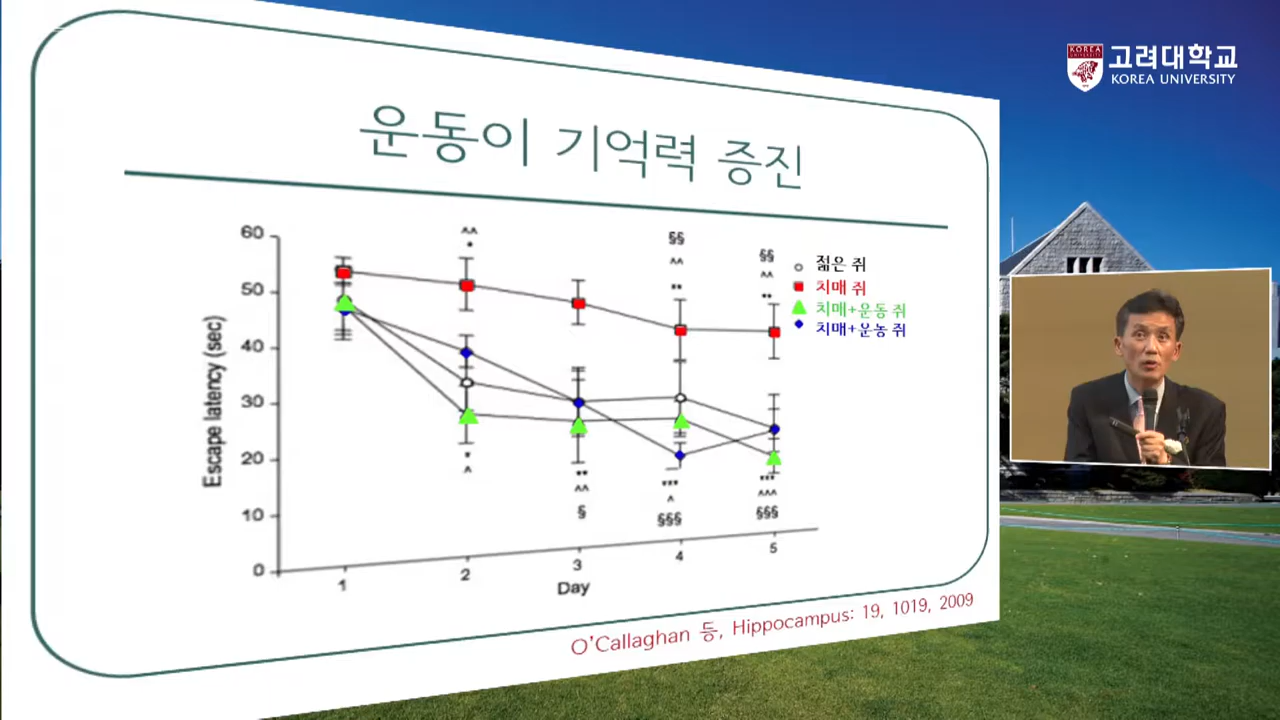 KOREA
UNIVERSITY
고려대학교
KOREA UNIVERSITY
운동이 기억력 증진
60
50
40
30
20
10
0
Escape latency (sec)
1
2
3
4
5
Day
^^
*
§§
^^
**
§§
^^
**
*
^
**
^^
§
***
^
§§§
***
^^^
§§§
젊은 쥐
치매 쥐
치매+운동 쥐
치매+운동 쥐
O'Callaghan 등, Hippocampus: 19, 1019, 2009